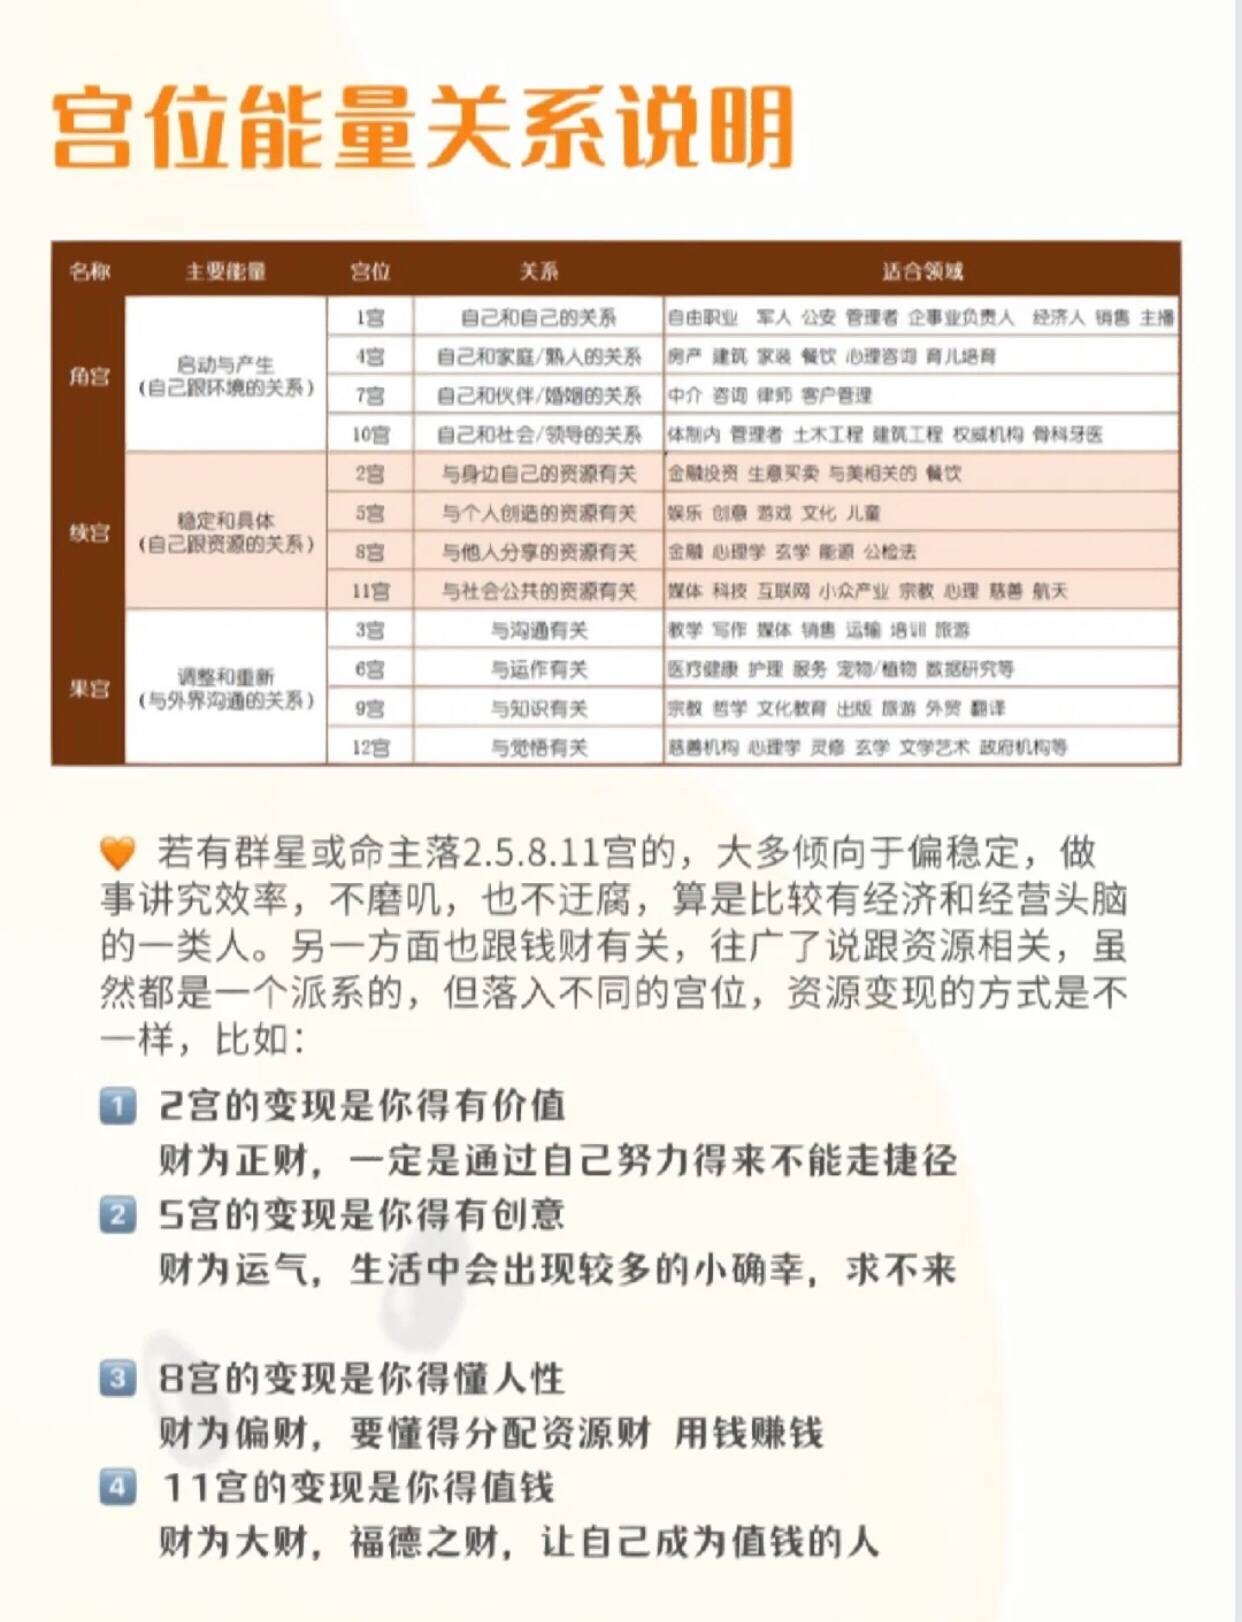 宫位能量关系说明
名称 主要能量 宫位 关系 适合领域
角宫 启动与产生 (自己跟环境的关系)
1宫 自己和自己的关系 自由职业 军人 公安 管理者 企事业负责人 经济人 销售 主播
4宫 自己和家庭/熟人的关系 房产 建筑 家装 餐饮 心理咨询 育儿培育
7宫 自己和伙伴/婚姻的关系 中介 咨询 律师 客户管理
10宫 自己和社会/领导的关系 体制内 管理者 土木工程 建筑工程 权威机构 骨科牙医
续宫 稳定和具体 (自己跟资源的关系)
2宫 与身边自己的资源有关 金融投资 生意买卖 与美相关的 餐饮
5宫 与个人创造的资源有关 娱乐 创意 游戏 文化 儿童
8宫 与他人分享的资源有关 金融 心理学 玄学 能源 公检法
11宫 与社会公共的资源有关 媒体 科技 互联网 小众产业 宗教 心理 慈善 航天
果宫 调整和重新 (与外界沟通的关系)
3宫 与沟通有关 教学 写作 媒体 销售 运输 培训 旅游
6宫 与运作有关 医疗健康 护理 服务 宠物/植物 数据研究等
9宫 与知识有关 宗教 哲学 文化教育 出版 旅游 外贸 翻译
12宫 与觉悟有关 慈善机构 心理学 灵修 玄学 文学艺术 政府机构等
🧡 若有群星或命主落2.5.8.11宫的，大多倾向于偏稳定，做
事讲究效率，不磨叽，也不迂腐，算是比较有经济和经营头脑
的一类人。另一方面也跟钱财有关，往广了说跟资源相关，虽
然都是一个派系的，但落入不同的宫位，资源变现的方式是不
一样，比如：
1 2宫的变现是你得有价值
财为正财，一定是通过自己努力得来不能走捷径
2 5宫的变现是你得有创意
财为运气，生活中会出现较多的小确幸，求不来
3 8宫的变现是你得懂人性
财为偏财，要懂得分配资源财 用钱赚钱
4 11宫的变现是你得值钱
财为大财，福德之财，让自己成为值钱的人